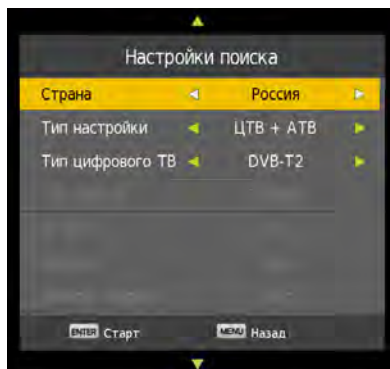 Настройки поиска
Страна Россия
Тип настройки ЦТВ + АТВ
Тип цифрового ТВ DVB-T2
ENTER Старт MENU Назад